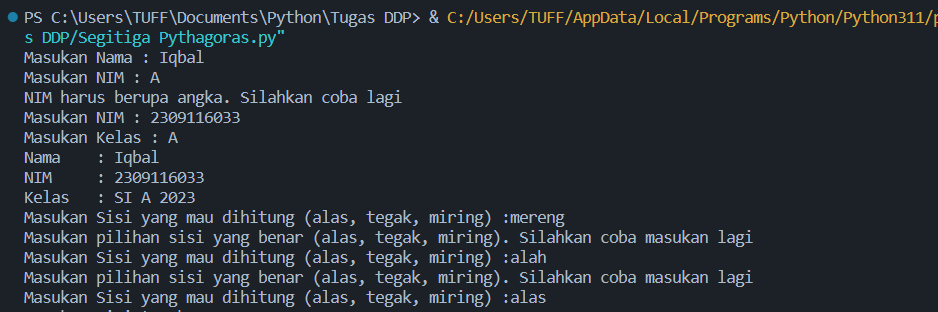 PS C:\Users\TUFF\Documents\Python\Tugas DDP> & C:/Users/TUFF/AppData/Local/Programs/Python/Python311/p
s DDP/Segitiga Pythagoras.py"
Masukan Nama : Iqbal
Masukan NIM : A
NIM harus berupa angka. Silahkan coba lagi
Masukan NIM : 2309116033
Masukan Kelas : A
Nama    : Iqbal
NIM     : 2309116033
Kelas   : SI A 2023
Masukan Sisi yang mau dihitung (alas, tegak, miring) :mereng
Masukan pilihan sisi yang benar (alas, tegak, miring). Silahkan coba masukan lagi
Masukan Sisi yang mau dihitung (alas, tegak, miring) :alah
Masukan pilihan sisi yang benar (alas, tegak, miring). Silahkan coba masukan lagi
Masukan Sisi yang mau dihitung (alas, tegak, miring) :alas